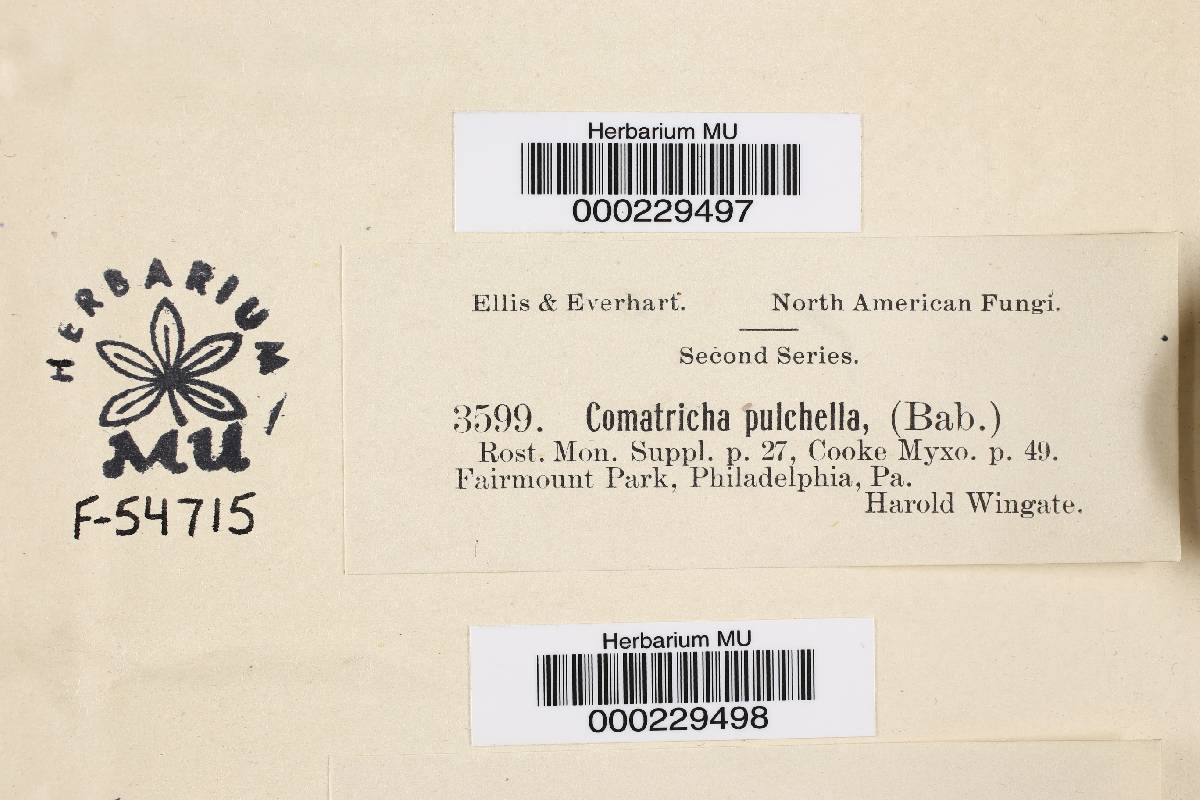 Herbarium MU
000229497
HERBARIUM
MU
F-54715
Ellis & Everhart. North American Fungi.
Second Series.
3599. Comatricha pulchella, (Bab.)
Rost. Mon. Suppl. p. 27, Cooke Myxo. p. 49.
Fairmount Park, Philadelphia, Pa.
Harold Wingate.
Herbarium MU
000229498